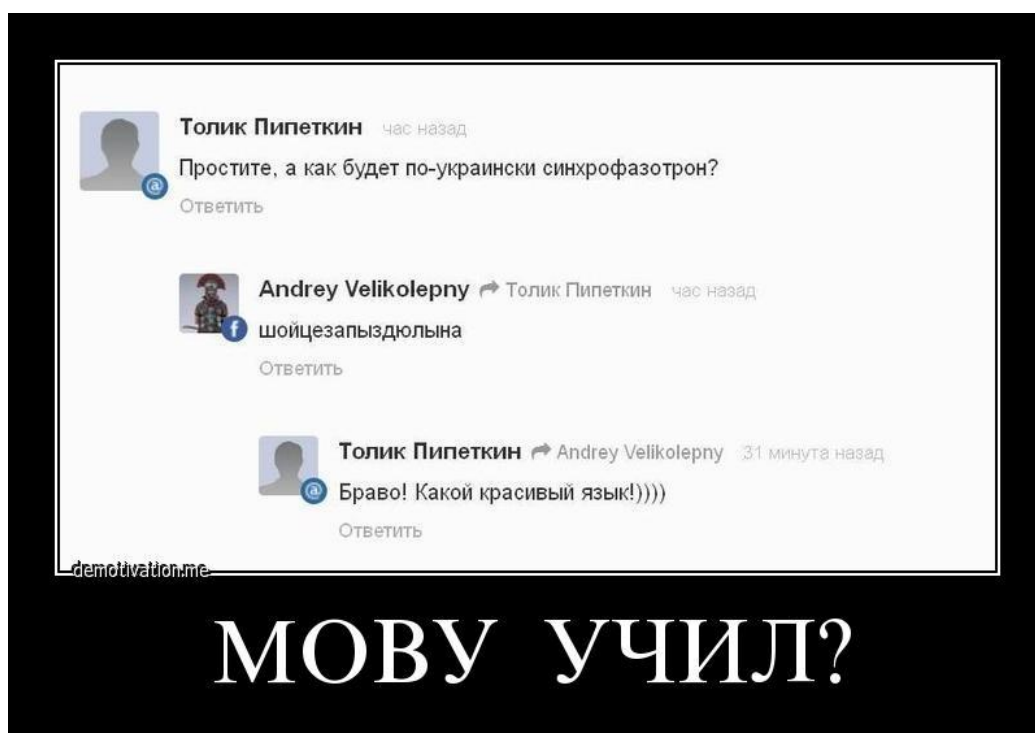 Толик Пипеткин час назад
Простите, а как будет по-украински синхрофазотрон?
Ответить
Andrey Velikolepny Толик Пипеткин час назад
шойцезапыздюлына
Ответить
Толик Пипеткин Andrey Velikolepny 31 минута назад
Браво! Какой красивый язык!))))
Ответить
demotivation.me
МОВУ УЧИЛ?